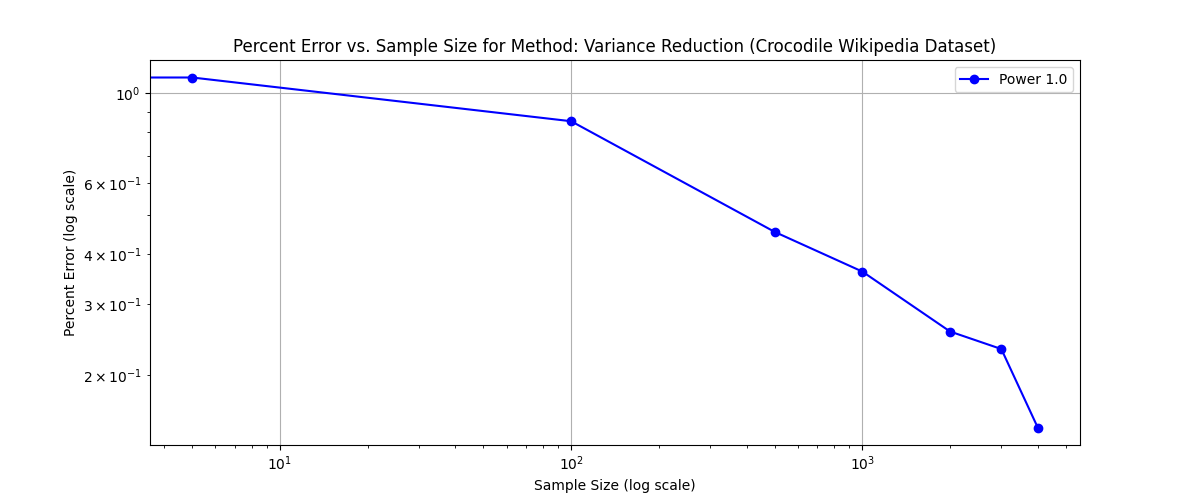 Percent Error vs. Sample Size for Method: Variance Reduction (Crocodile Wikipedia Dataset)
Power 1.0
Percent Error (log scale)
10⁰
6 × 10⁻¹
4 × 10⁻¹
3 × 10⁻¹
2 × 10⁻¹
10¹ 10² 10³
Sample Size (log scale)